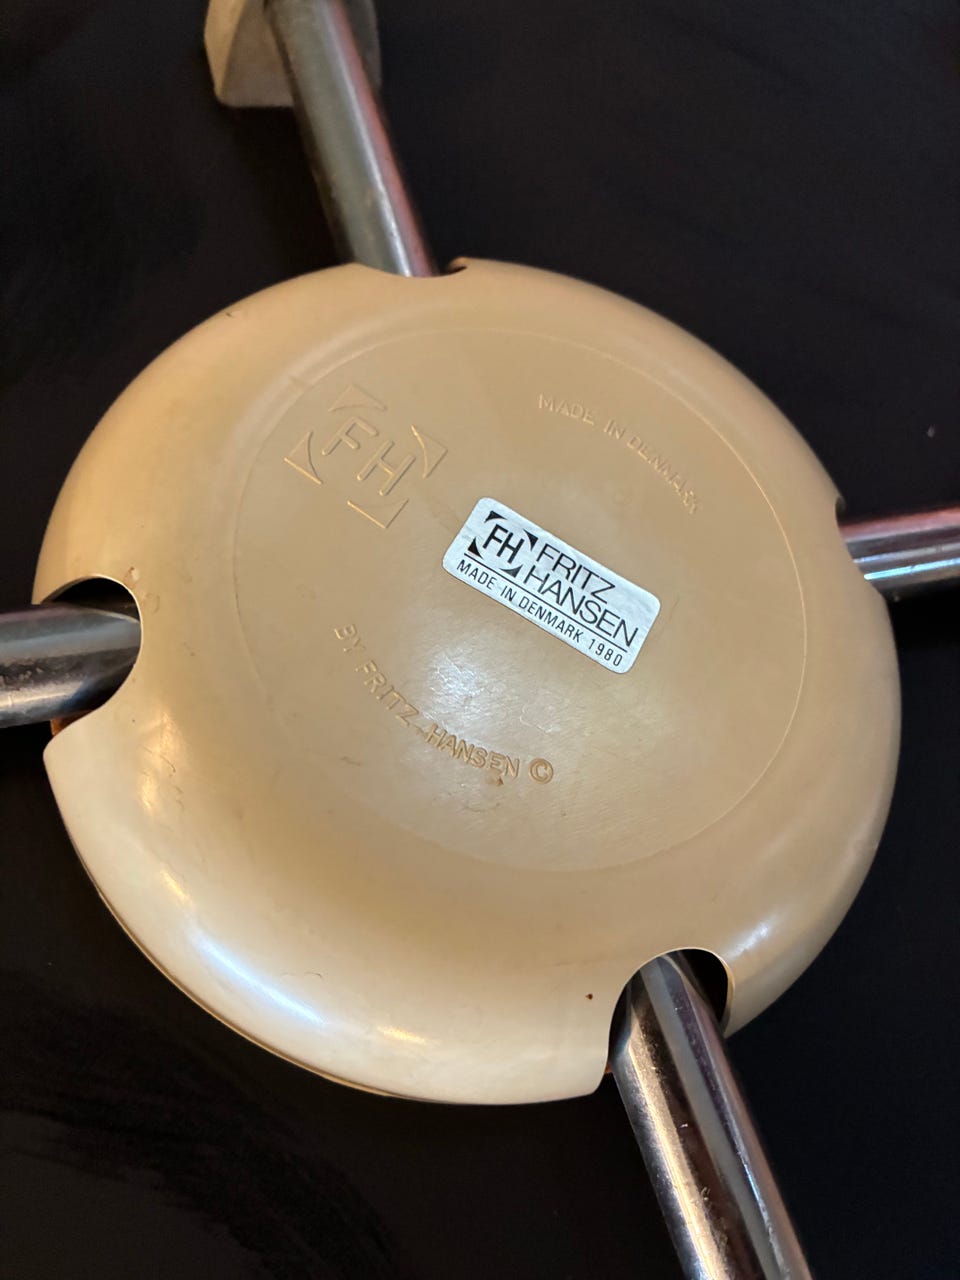 FH
MADE IN DENMARK
FH FRITZ
HANSEN
MADE IN DENMARK 1980
BY FRITZ-HANSEN ©